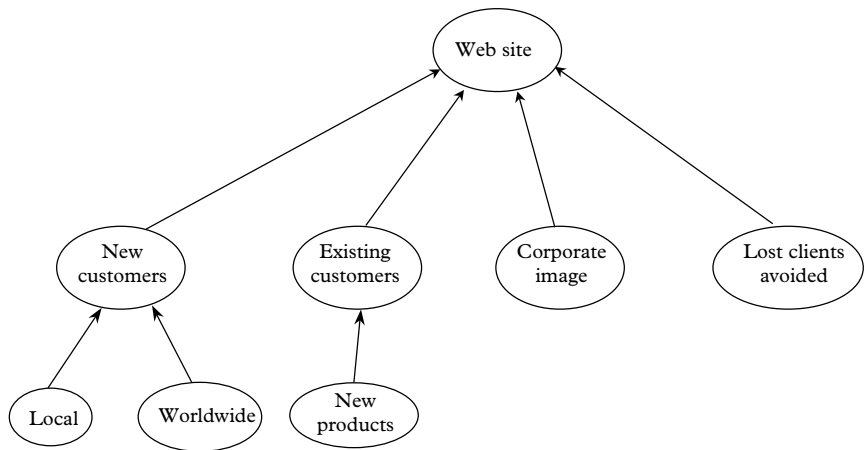 Web site
New
customers
Existing
customers
Corporate
image
Lost clients
avoided
Local
Worldwide
New
products